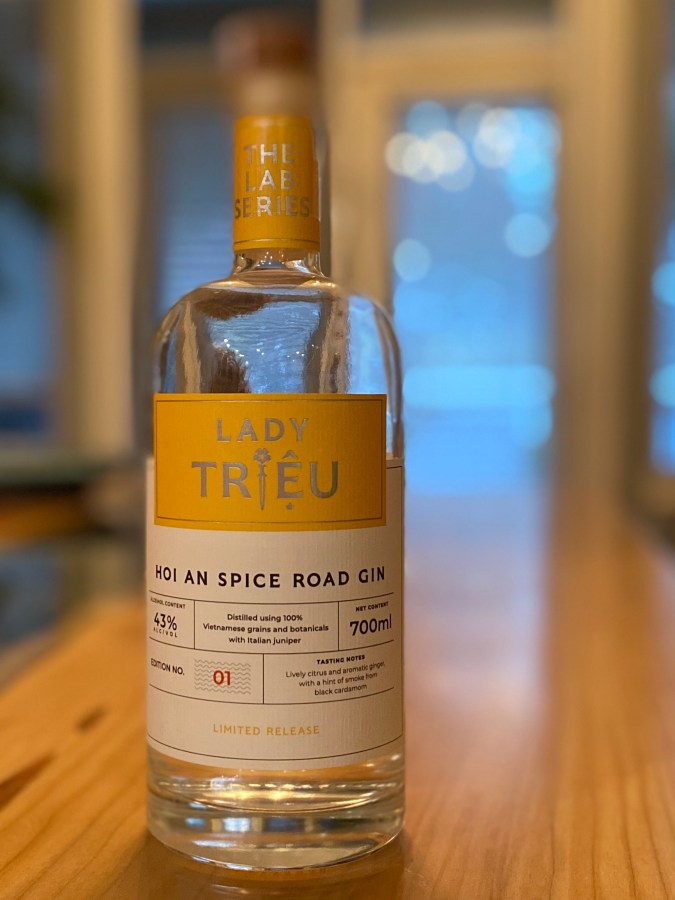 THE
LAB
SERIES
LADY
TRIỆU
HOI AN SPICE ROAD GIN
ALCOHOL CONTENT
43%
ALC/VOL
Distilled using 100%
Vietnamese grains and botanicals
with Italian juniper
NET CONTENT
700ml
EDITION NO.
01
TASTING NOTES
Lively citrus and aromatic ginger,
with a hint of smoke from
black cardamom
LIMITED RELEASE